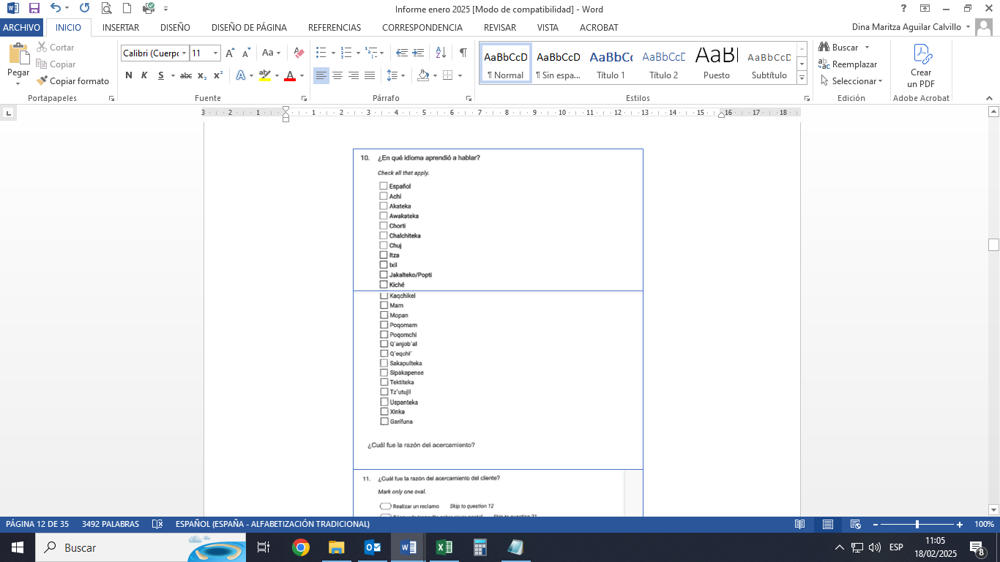 Informe enero 2025 [Modo de compatibilidad] - Word
ARCHIVO INICIO INSERTAR DISEÑO DISEÑO DE PÁGINA REFERENCIAS CORRESPONDENCIA REVISAR VISTA ACROBAT Dina Maritza Aguilar Calvillo
Pegar
Cortar
Copiar
Copiar formato
Portapapeles
Calibri (Cuerpo 11
Aa
N K S abc x₂ x²
Fuente
Párrafo
AaBbCcD AaBbCcD AaBbCc AaBbCcD AaBl AaBbCcD
¶ Normal ¶ Sin espa... Título 1 Título 2 Puesto Subtítulo
Estilos
Buscar
Reemplazar
Seleccionar
Edición
Crear
un PDF
Adobe Acrobat
3 2 1 1 2 3 4 5 6 7 8 9 10 11 12 13 14 15 16 17 18
10. ¿En qué idioma aprendió a hablar?
Check all that apply.
Español
Achí
Akateka
Awakateka
Chorti
Chalchiteka
Chuj
Itza
Ixil
Jakalteko/Popti
Kiché
Kaqchikel
Mam
Mopan
Poqomam
Poqomchi
Q´anjob´al
Q´eqchi´
Sakapulteka
Sipakapense
Tektiteka
Tz´utujil
Uspanteka
Xinka
Garífuna
¿Cuál fue la razón del acercamiento?
11. ¿Cuál fue la razón del acercamiento del cliente?
Mark only one oval.
Realizar un reclamo Skip to question 12
PÁGINA 12 DE 35 3492 PALABRAS ESPAÑOL (ESPAÑA - ALFABETIZACIÓN TRADICIONAL) 100%
Buscar
ESP
11:05
18/02/2025
8